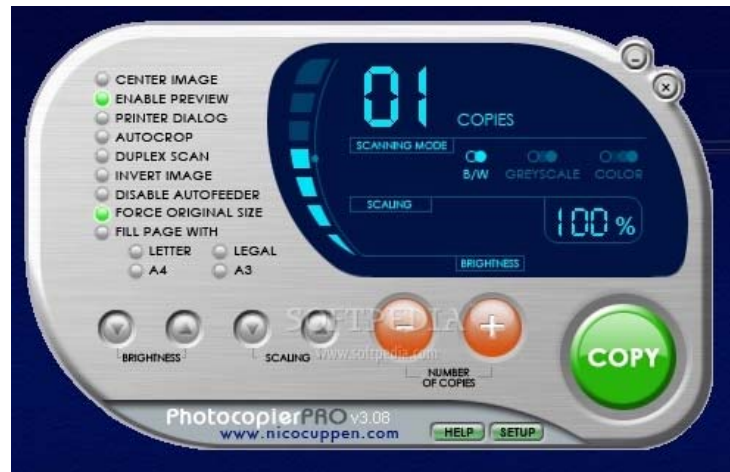 CENTER IMAGE
ENABLE PREVIEW
PRINTER DIALOG
AUTOCROP
DUPLEX SCAN
INVERT IMAGE
DISABLE AUTOFEEDER
FORCE ORIGINAL SIZE
FILL PAGE WITH
LETTER LEGAL
A4 A3
01 COPIES
SCANNING MODE
B/W GREYSCALE COLOR
SCALING
100 %
BRIGHTNESS
SOFTPEDIA
www.softpedia.com
BRIGHTNESS SCALING
NUMBER
OF COPIES
COPY
PhotocopierPRO v3.08
www.nicocuppen.com
HELP SETUP